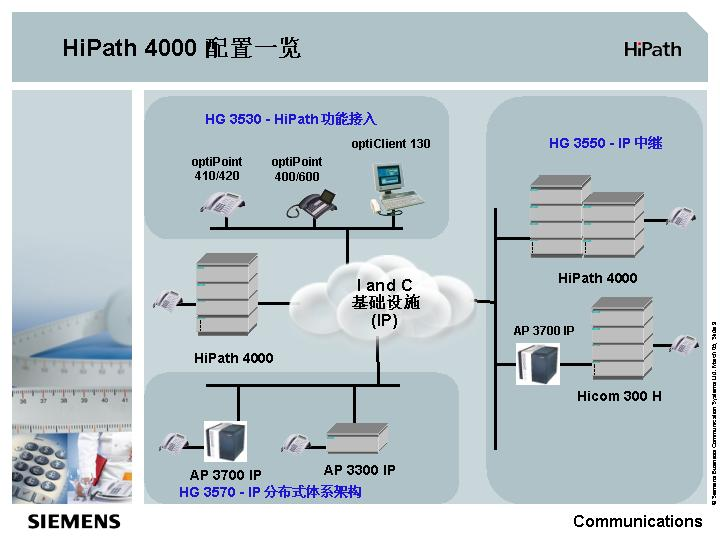 HiPath 4000 配置一览
HiPath
HG 3530 - HiPath 功能接入
optiClient 130
optiPoint
410/420
optiPoint
400/600
HG 3550 - IP 中继
I and C
基础设施
(IP)
HiPath 4000
HiPath 4000
AP 3700 IP
Hicom 300 H
AP 3700 IP
AP 3300 IP
HG 3570 - IP 分布式体系架构
SIEMENS
Communications